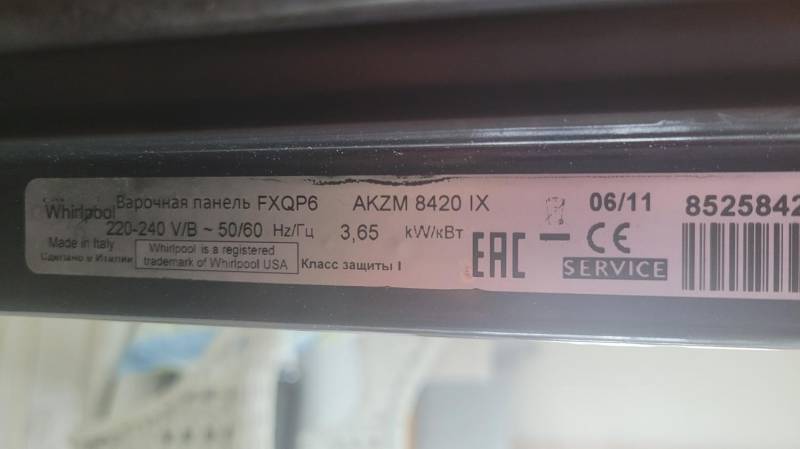 Whirlpool Варочная панель FXQP6 AKZM 8420 IX 06/11 8525842
220-240 V/В ~ 50/60 Hz/Гц 3,65 kW/кВт
Made in Italy
Сделано в Италии
Whirlpool is a registered
trademark of Whirlpool USA
Класс защиты I
EAC
CE
SERVICE